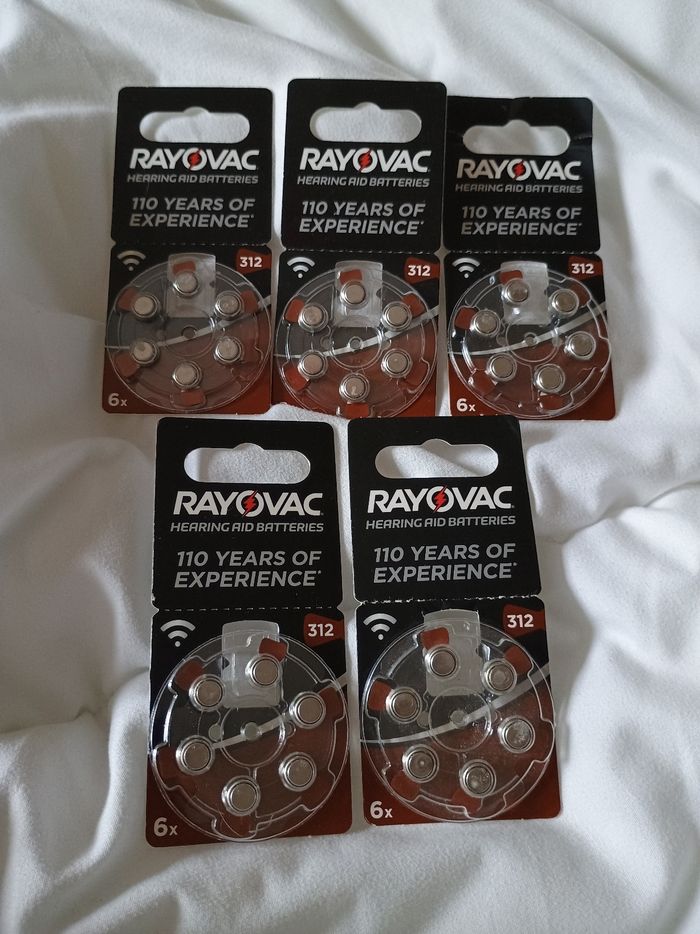 RAYOVAC
HEARING AID BATTERIES
110 YEARS OF
EXPERIENCE*
312
6x
RAYOVAC
HEARING AID BATTERIES
110 YEARS OF
EXPERIENCE*
312
RAYOVAC
HEARING AID BATTERIES
110 YEARS OF
EXPERIENCE*
312
6x
RAYOVAC
HEARING AID BATTERIES
110 YEARS OF
EXPERIENCE*
312
6x
RAYOVAC
HEARING AID BATTERIES
110 YEARS OF
EXPERIENCE*
312
6x